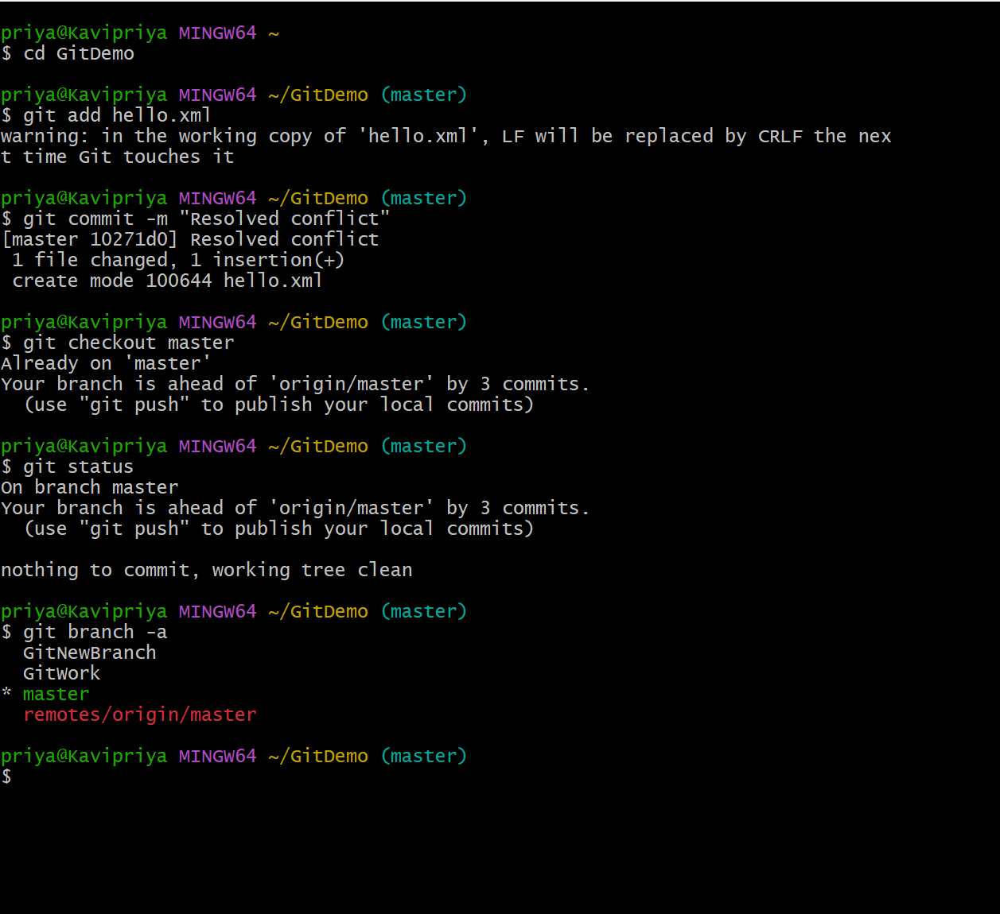 priya@Kavipriya MINGW64 ~
$ cd GitDemo
priya@Kavipriya MINGW64 ~/GitDemo (master)
$ git add hello.xml
warning: in the working copy of 'hello.xml', LF will be replaced by CRLF the nex
t time Git touches it
priya@Kavipriya MINGW64 ~/GitDemo (master)
$ git commit -m "Resolved conflict"
[master 10271d0] Resolved conflict
 1 file changed, 1 insertion(+)
 create mode 100644 hello.xml
priya@Kavipriya MINGW64 ~/GitDemo (master)
$ git checkout master
Already on 'master'
Your branch is ahead of 'origin/master' by 3 commits.
  (use "git push" to publish your local commits)
priya@Kavipriya MINGW64 ~/GitDemo (master)
$ git status
On branch master
Your branch is ahead of 'origin/master' by 3 commits.
  (use "git push" to publish your local commits)
nothing to commit, working tree clean
priya@Kavipriya MINGW64 ~/GitDemo (master)
$ git branch -a
  GitNewBranch
  GitWork
* master
  remotes/origin/master
priya@Kavipriya MINGW64 ~/GitDemo (master)
$